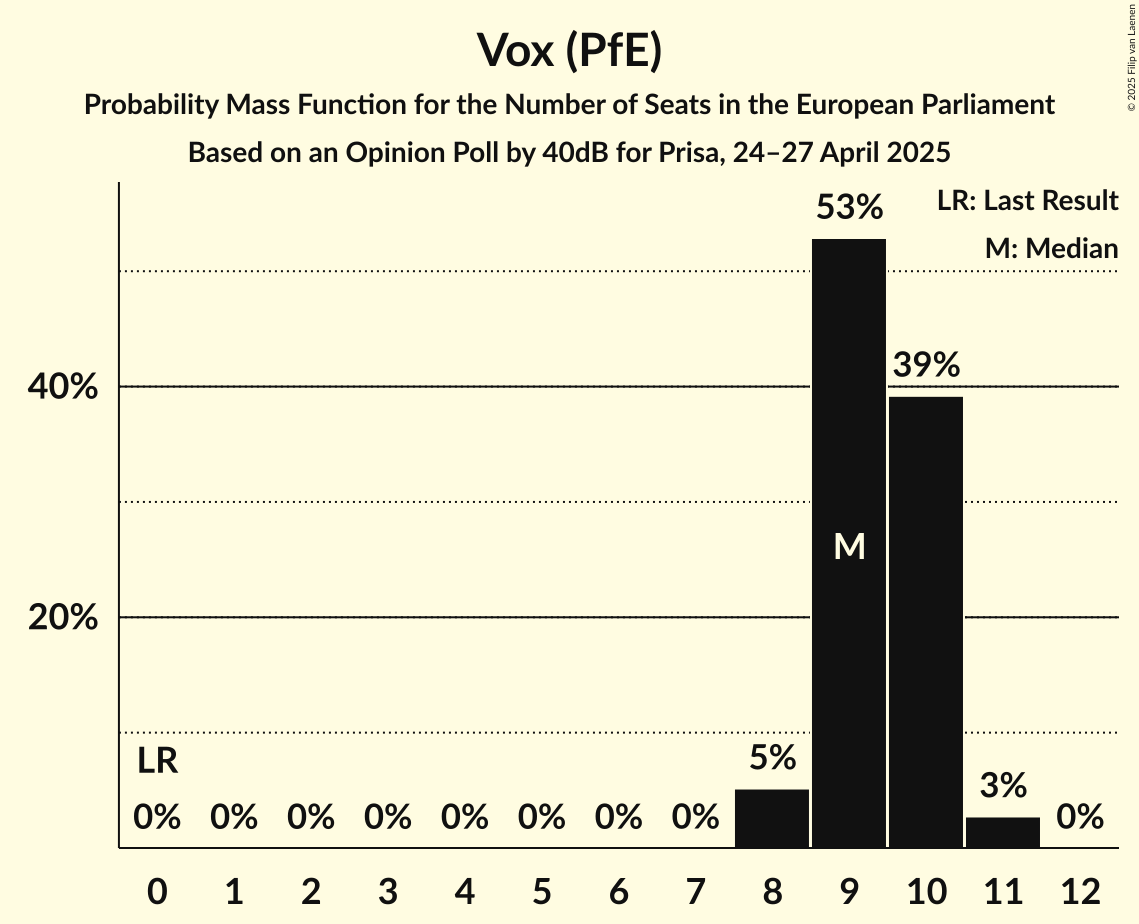 Vox (PfE)
Probability Mass Function for the Number of Seats in the European Parliament
Based on an Opinion Poll by 40dB for Prisa, 24–27 April 2025
© 2025 Filip van Laenen
LR: Last Result
M: Median
53%
39%
40%
M
20%
LR
5%
3%
0% 0% 0% 0% 0% 0% 0% 0% 0%
0 1 2 3 4 5 6 7 8 9 10 11 12